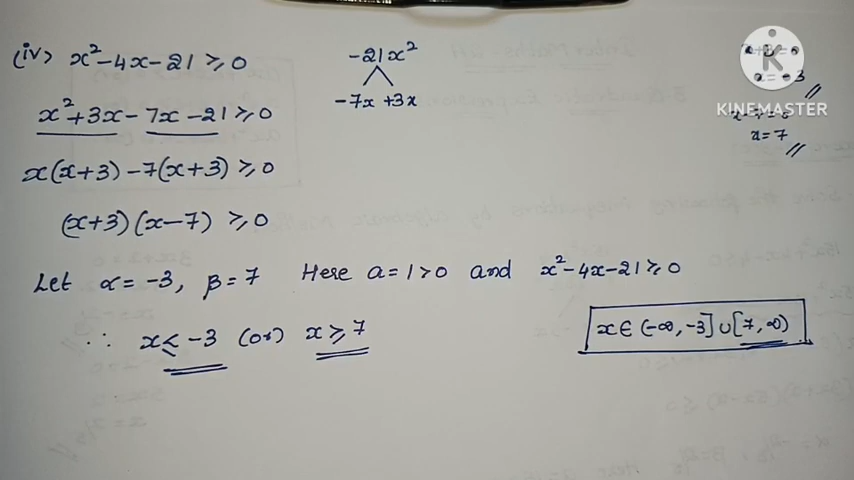 (iv) x²-4x-21 ⩾ 0
-21x²
-7x +3x
x²+3x-7x-21 ⩾ 0
x(x+3)-7(x+3) ⩾ 0
(x+3)(x-7) ⩾ 0
x = -3
x = 7
KINEMASTER
Let α = -3, β = 7 Here a = 1 > 0 and x²-4x-21 ⩾ 0
∴ x ⩽ -3 (or) x ⩾ 7
x ∈ (-∞, -3] ∪ [7, ∞)